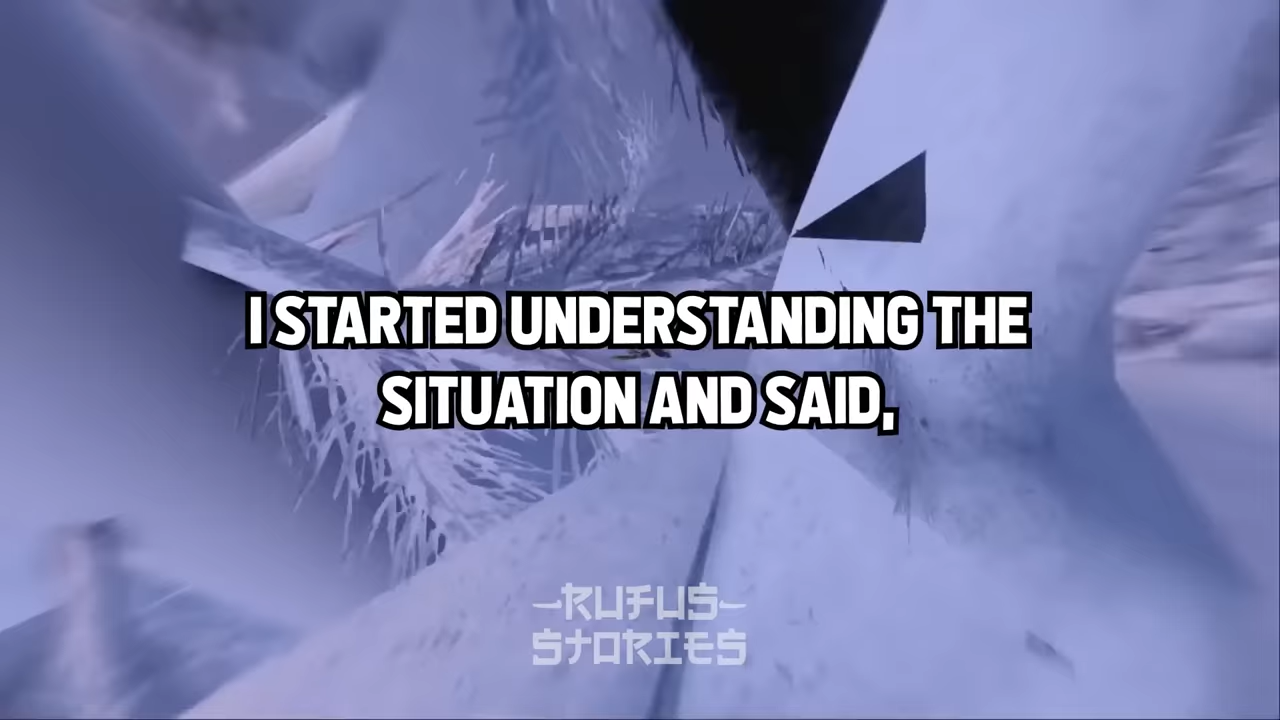 I STARTED UNDERSTANDING THE
SITUATION AND SAID,
RUFUS
STORIES